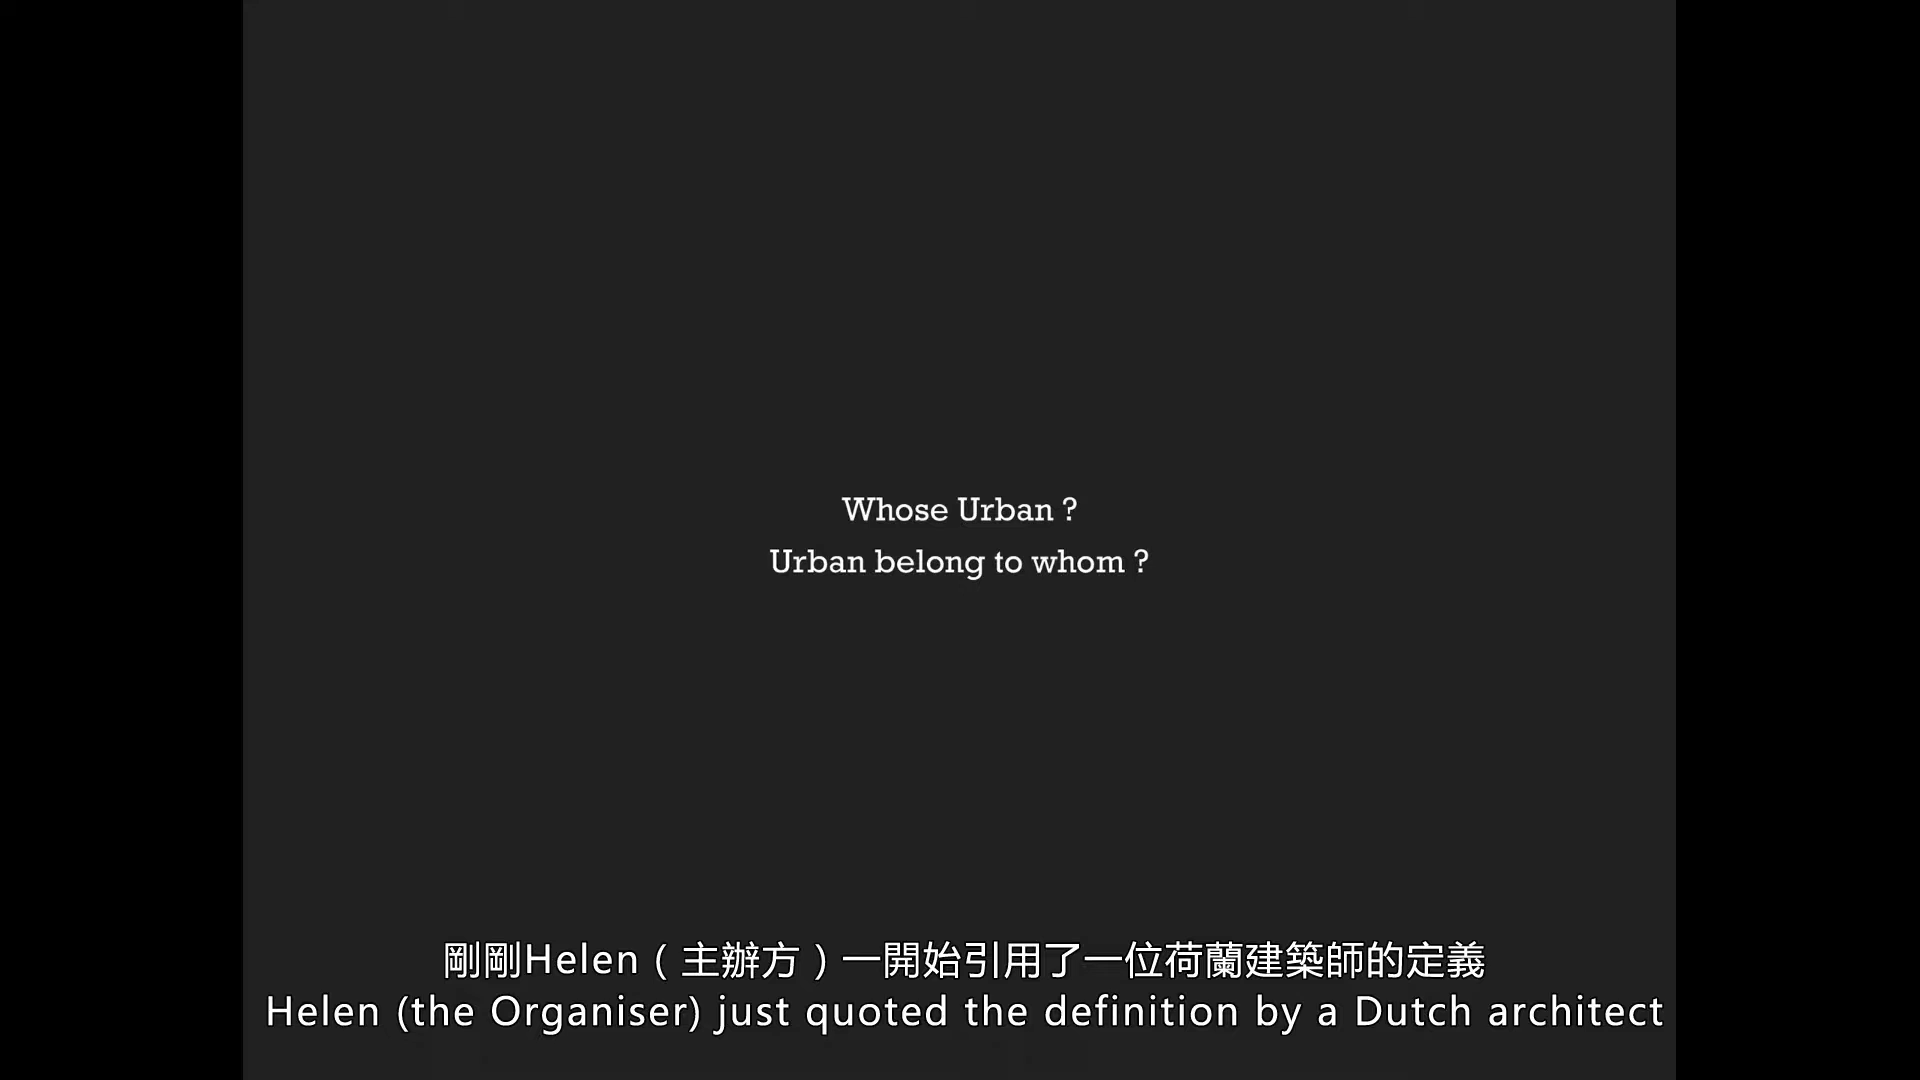 Whose Urban ?
Urban belong to whom ?
剛剛Helen（主辦方）一開始引用了一位荷蘭建築師的定義
Helen (the Organiser) just quoted the definition by a Dutch architect